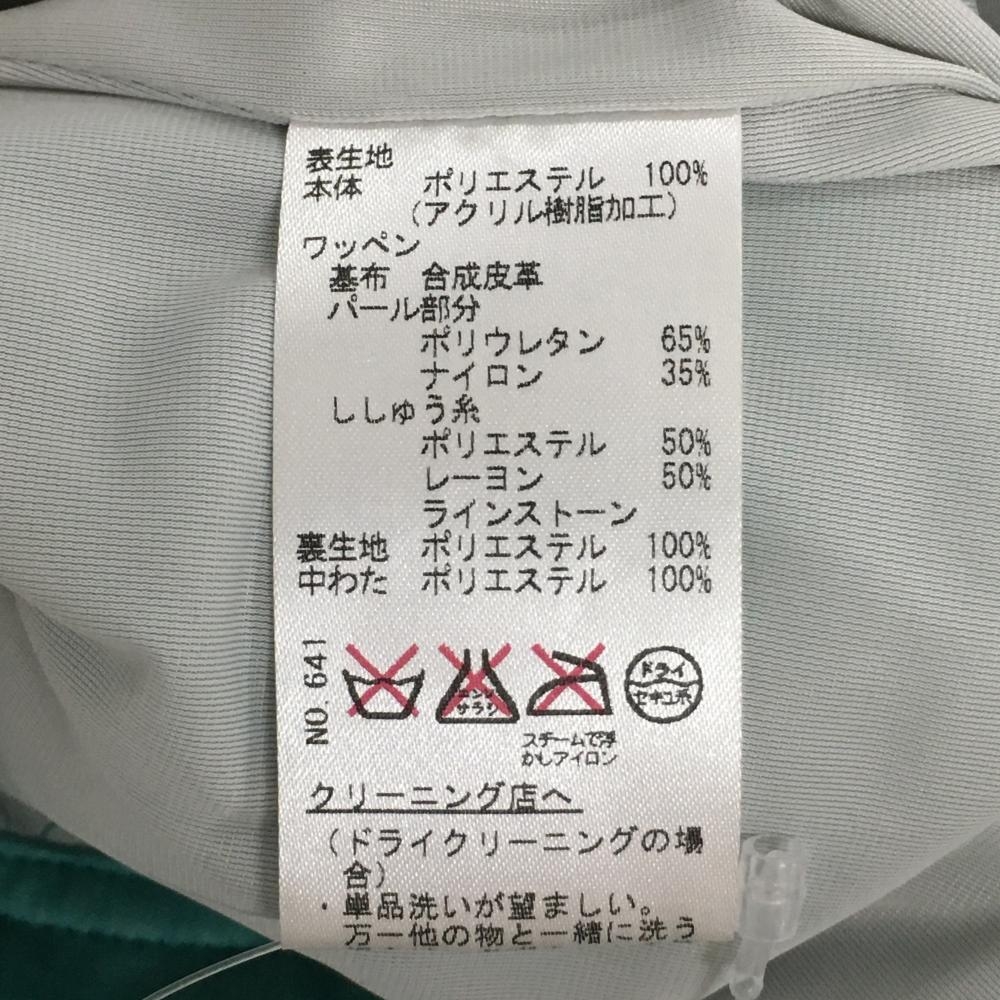 表生地
本体 ポリエステル 100%
(アクリル樹脂加工)
ワッペン
基布 合成皮革
パール部分
ポリウレタン 65%
ナイロン 35%
ししゅう糸
ポリエステル 50%
レーヨン 50%
ラインストーン
裏生地 ポリエステル 100%
中わた ポリエステル 100%
NO. 641
エンソ サラシ
ドライ
セキユ系
スチームで浮
かしアイロン
クリーニング店へ
(ドライクリーニングの場
合)
・単品洗いが望ましい。
万一他の物と一緒に洗う